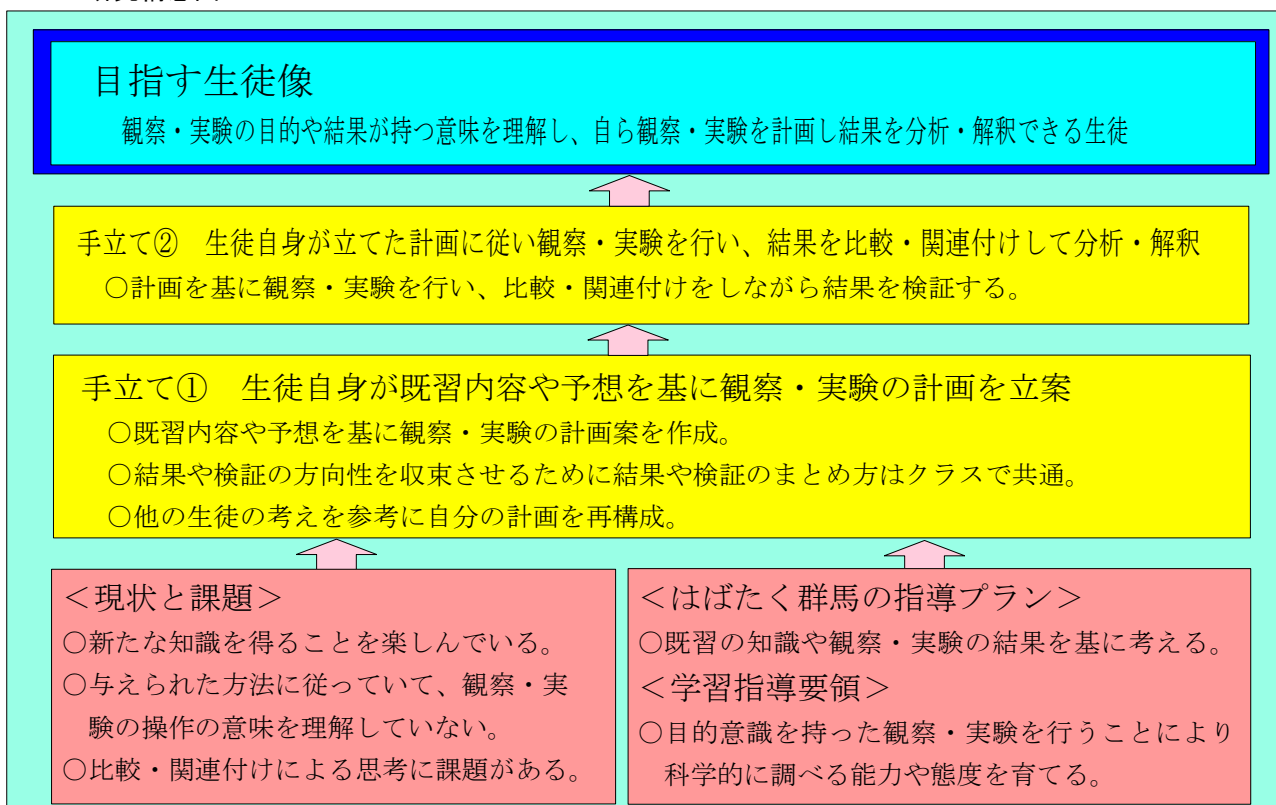 目指す生徒像
観察・実験の目的や結果が持つ意味を理解し、自ら観察・実験を計画し結果を分析・解釈できる生徒
手立て② 生徒自身が立てた計画に従い観察・実験を行い、結果を比較・関連付けして分析・解釈
○計画を基に観察・実験を行い、比較・関連付けをしながら結果を検証する。
手立て① 生徒自身が既習内容や予想を基に観察・実験の計画を立案
○既習内容や予想を基に観察・実験の計画案を作成。
○結果や検証の方向性を収束させるために結果や検証のまとめ方はクラスで共通。
○他の生徒の考えを参考に自分の計画を再構成。
＜現状と課題＞
○新たな知識を得ることを楽しんでいる。
○与えられた方法に従っていて、観察・実
験の操作の意味を理解していない。
○比較・関連付けによる思考に課題がある。
＜はばたく群馬の指導プラン＞
○既習の知識や観察・実験の結果を基に考える。
＜学習指導要領＞
○目的意識を持った観察・実験を行うことにより
科学的に調べる能力や態度を育てる。